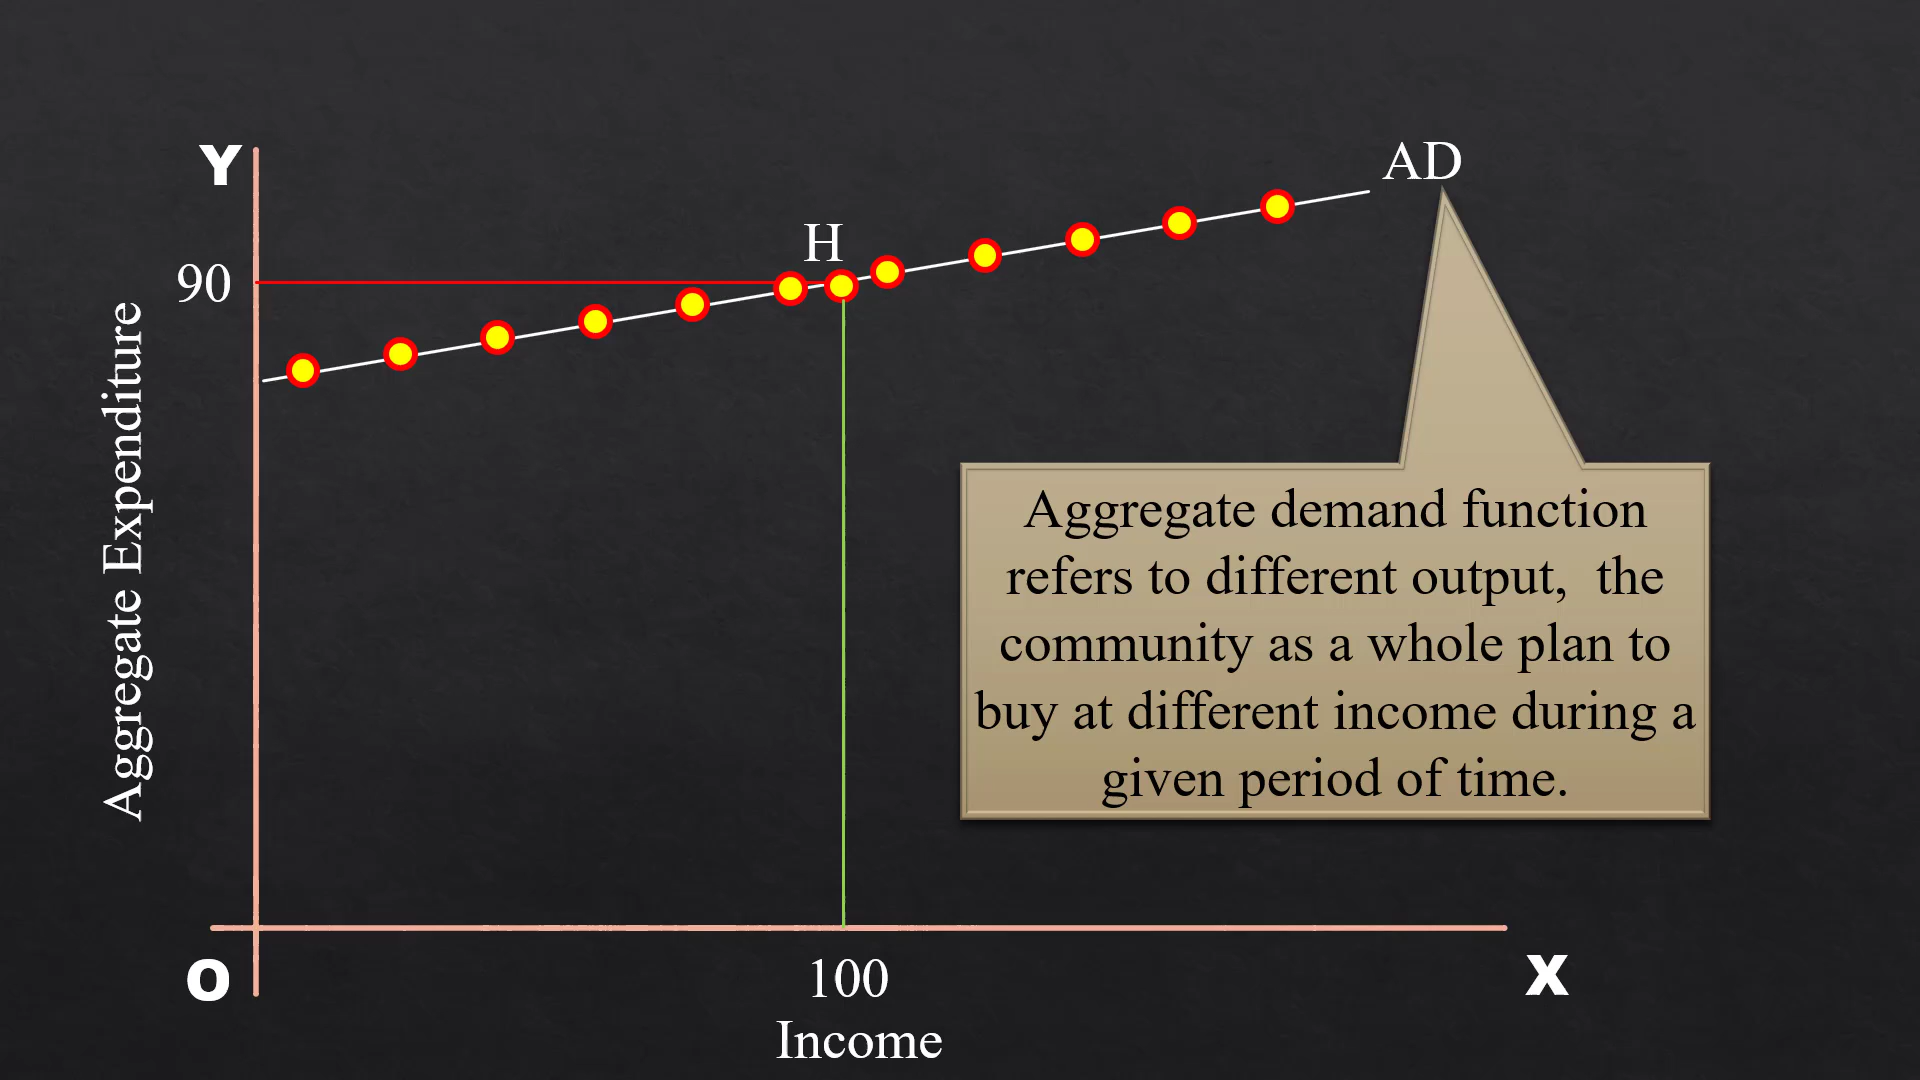 Y
AD
H
90
Aggregate Expenditure
Aggregate demand function
refers to different output,  the
community as a whole plan to
buy at different income during a
given period of time.
O
100
X
Income